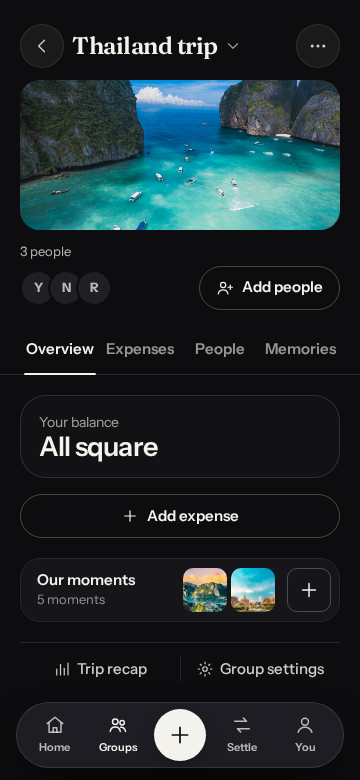 Thailand trip
3 people
Y N R
Add people
Overview Expenses People Memories
Your balance
All square
Add expense
Our moments
5 moments
Trip recap Group settings
Home Groups Settle You